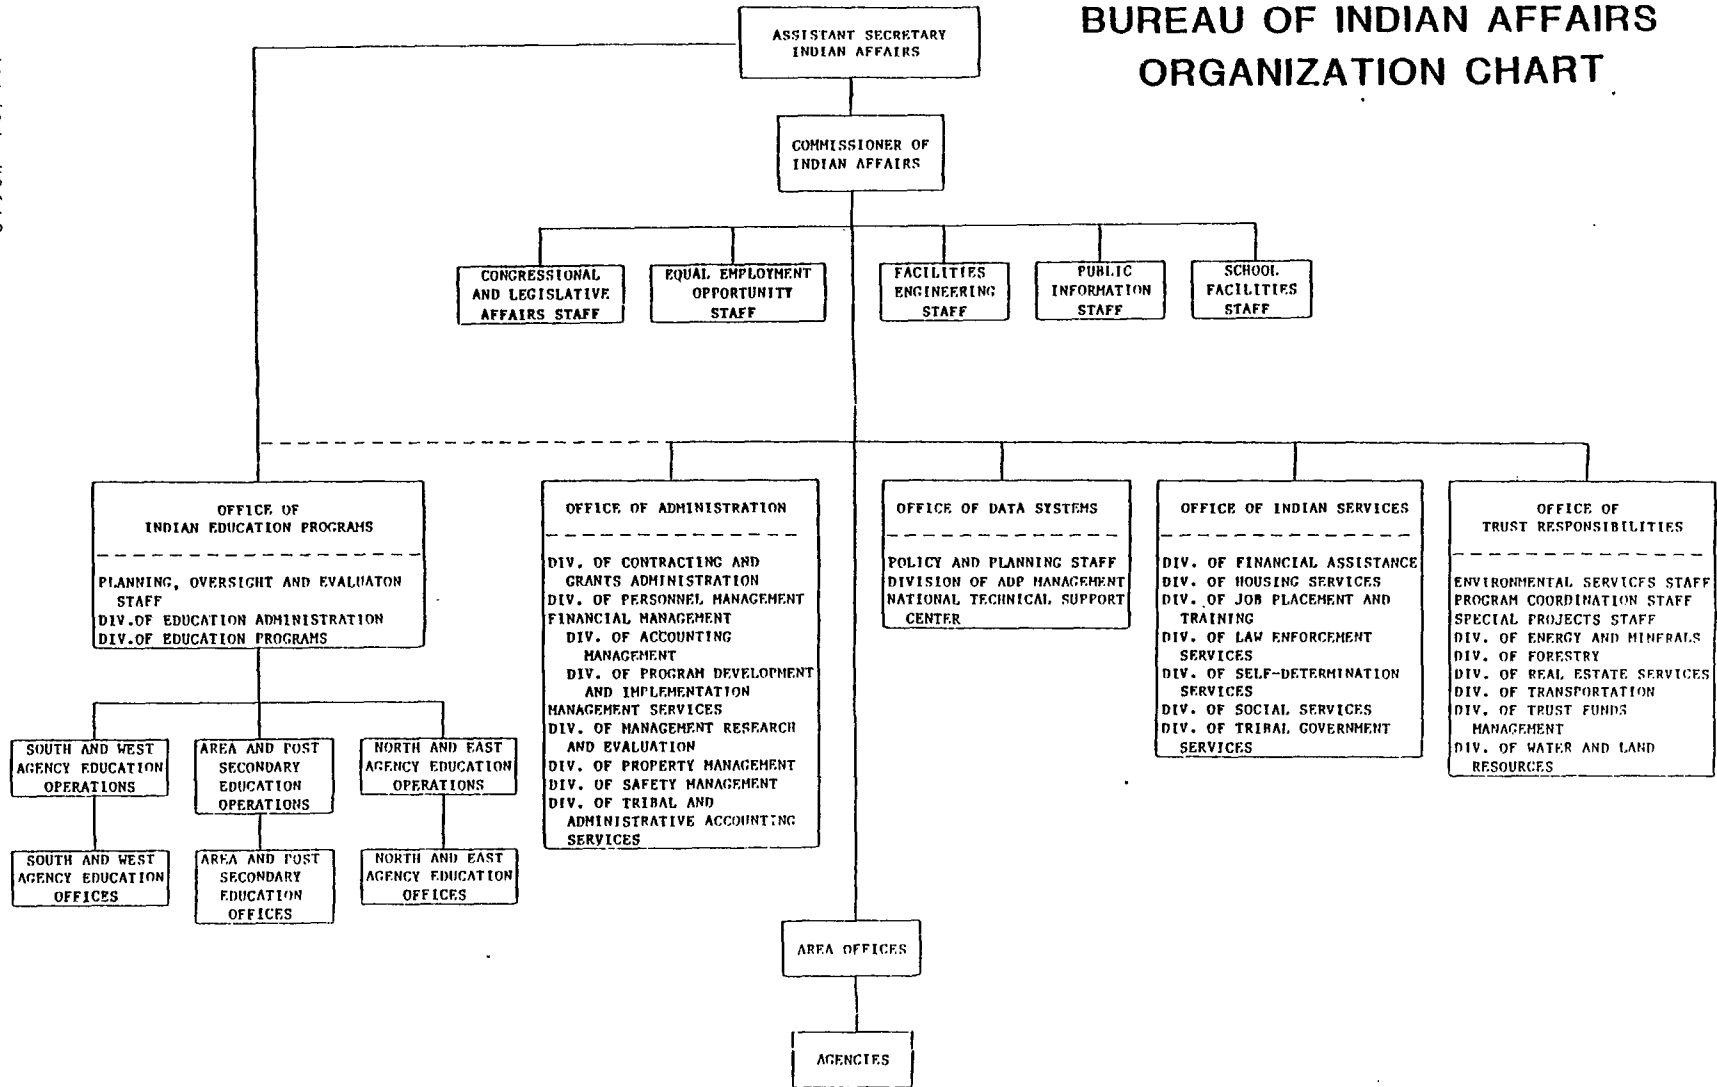 BUREAU OF INDIAN AFFAIRS
ORGANIZATION CHART
ASSISTANT SECRETARY
INDIAN AFFAIRS
COMMISSIONER OF
INDIAN AFFAIRS
CONGRESSIONAL
AND LEGISLATIVE
AFFAIRS STAFF
EQUAL EMPLOYMENT
OPPORTUNITY
STAFF
FACILITIES
ENGINEERING
STAFF
PUBLIC
INFORMATION
STAFF
SCHOOL
FACILITIES
STAFF
OFFICE OF
INDIAN EDUCATION PROGRAMS
PLANNING, OVERSIGHT AND EVALUATON
STAFF
DIV.OF EDUCATION ADMINISTRATION
DIV.OF EDUCATION PROGRAMS
OFFICE OF ADMINISTRATION
DIV. OF CONTRACTING AND
GRANTS ADMINISTRATION
DIV. OF PERSONNEL MANAGEMENT
FINANCIAL MANAGEMENT
DIV. OF ACCOUNTING
MANAGEMENT
DIV. OF PROGRAM DEVELOPMENT
AND IMPLEMENTATION
MANAGEMENT SERVICES
DIV. OF MANAGEMENT RESEARCH
AND EVALUATION
DIV. OF PROPERTY MANAGEMENT
DIV. OF SAFETY MANAGEMENT
DIV. OF TRIBAL AND
ADMINISTRATIVE ACCOUNTING
SERVICES
OFFICE OF DATA SYSTEMS
POLICY AND PLANNING STAFF
DIVISION OF ADP MANAGEMENT
NATIONAL TECHNICAL SUPPORT
CENTER
OFFICE OF INDIAN SERVICES
DIV. OF FINANCIAL ASSISTANCE
DIV. OF HOUSING SERVICES
DIV. OF JOB PLACEMENT AND
TRAINING
DIV. OF LAW ENFORCEMENT
SERVICES
DIV. OF SELF-DETERMINATION
SERVICES
DIV. OF SOCIAL SERVICES
DIV. OF TRIBAL GOVERNMENT
SERVICES
OFFICE OF
TRUST RESPONSIBILITIES
ENVIRONMENTAL SERVICES STAFF
PROGRAM COORDINATION STAFF
SPECIAL PROJECTS STAFF
DIV. OF ENERGY AND MINERALS
DIV. OF FORESTRY
DIV. OF REAL ESTATE SERVICES
DIV. OF TRANSPORTATION
DIV. OF TRUST FUNDS
MANAGEMENT
DIV. OF WATER AND LAND
RESOURCES
SOUTH AND WEST
AGENCY EDUCATION
OPERATIONS
AREA AND POST
SECONDARY
EDUCATION
OPERATIONS
NORTH AND EAST
AGENCY EDUCATION
OPERATIONS
SOUTH AND WEST
AGENCY EDUCATION
OFFICES
AREA AND POST
SECONDARY
EDUCATION
OFFICES
NORTH AND EAST
AGENCY EDUCATION
OFFICES
AREA OFFICES
AGENCIES